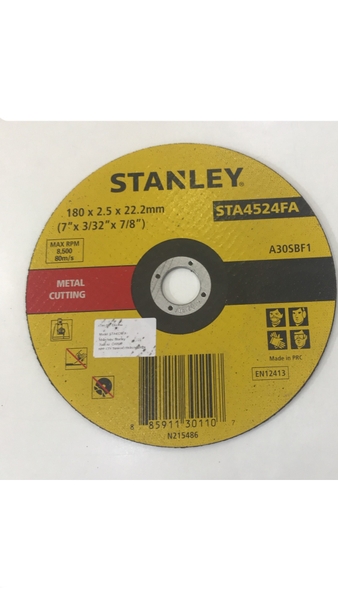 STANLEY®
180 x 2.5 x 22.2mm
(7"x 3/32"x 7/8")
STA4524FA
MAX RPM
8,500
80m/s
A30SBF1
METAL
CUTTING
Made in PRC
EN12413
8 85911 30110 7
N215486